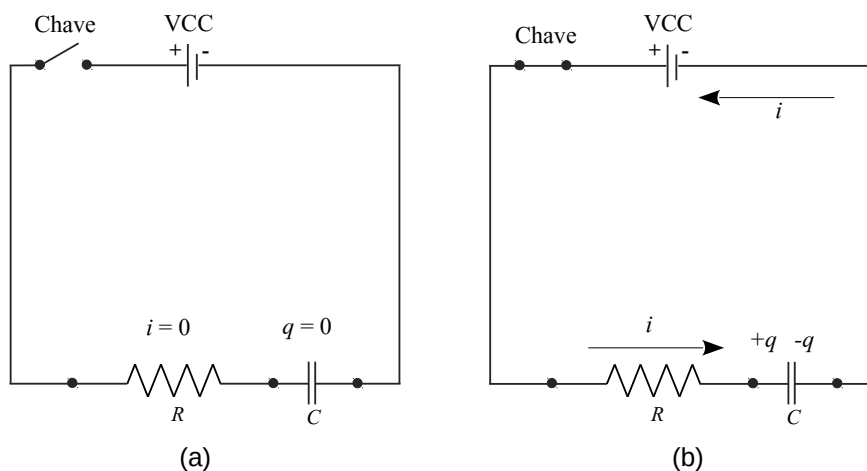 Chave
VCC
+ -
i = 0
q = 0
R
C
(a)
Chave
VCC
+ -
i
i
+q -q
R
C
(b)